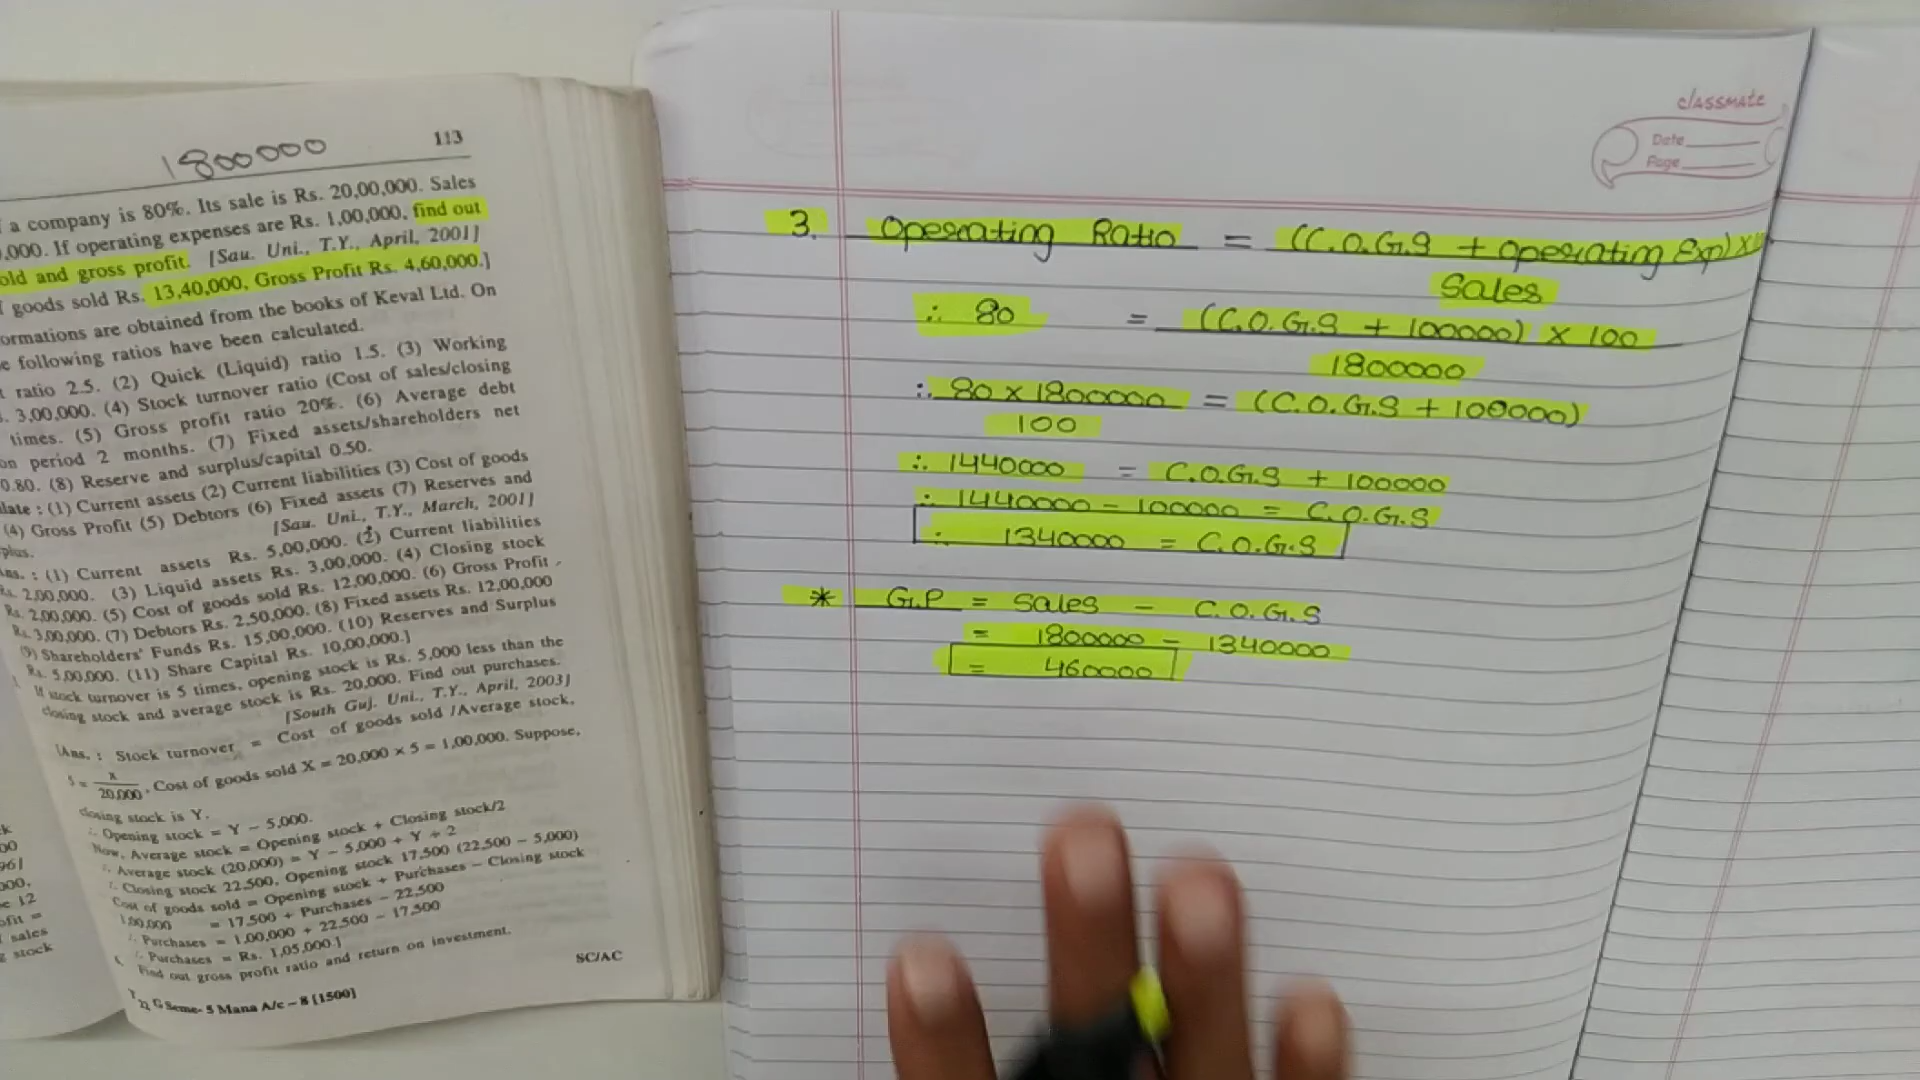 1800000
113
a company is 80%. Its sale is Rs. 20,00,000. Sales
,000. If operating expenses are Rs. 1,00,000, find out
old and gross profit. [Sau. Uni., T.Y., April, 2001]
goods sold Rs. 13,40,000, Gross Profit Rs. 4,60,000.]
ormations are obtained from the books of Keval Ltd. On
e following ratios have been calculated.
t ratio 2.5. (2) Quick (Liquid) ratio 1.5. (3) Working
. 3,00,000. (4) Stock turnover ratio (Cost of sales/closing
times. (5) Gross profit ratio 20%. (6) Average debt
on period 2 months. (7) Fixed assets/shareholders net
0.80. (8) Reserve and surplus/capital 0.50.
late : (1) Current assets (2) Current liabilities (3) Cost of goods
(4) Gross Profit (5) Debtors (6) Fixed assets (7) Reserves and
plus. [Sau. Uni., T.Y., March, 2001]
Ans. : (1) Current assets Rs. 5,00,000. (2) Current liabilities
Rs. 2,00,000. (3) Liquid assets Rs. 3,00,000. (4) Closing stock
Rs. 2,00,000. (5) Cost of goods sold Rs. 12,00,000. (6) Gross Profit
Rs. 3,00,000. (7) Debtors Rs. 2,50,000. (8) Fixed assets Rs. 12,00,000
(9) Shareholders' Funds Rs. 15,00,000. (10) Reserves and Surplus
Rs. 5,00,000. (11) Share Capital Rs. 10,00,000.]
If stock turnover is 5 times, opening stock is Rs. 5,000 less than the
closing stock and average stock is Rs. 20,000. Find out purchases.
[South Guj. Uni., T.Y., April, 2003]
[Ans. : Stock turnover = Cost of goods sold /Average stock,
5 = x/20,000, Cost of goods sold X = 20,000 × 5 = 1,00,000. Suppose,
closing stock is Y.
∴ Opening stock = Y − 5,000.
Now, Average stock = Opening stock + Closing stock/2
∴ Average stock (20,000) = Y − 5,000 + Y ÷ 2
∴ Closing stock 22,500, Opening stock 17,500 (22,500 − 5,000)
Cost of goods sold = Opening stock + Purchases − Closing stock
1,00,000 = 17,500 + Purchases − 22,500
∴ Purchases = 1,00,000 + 22,500 − 17,500
∴ Purchases = Rs. 1,05,000.]
Find out gross profit ratio and return on investment.
SC/AC
Seme- 5 Mana A/c – 8 [1500]
classmate
Date
Page
3. Operating Ratio = (C.O.G.S + Operating Exp) ×
Sales
∴ 80 = (C.O.G.S + 100000) × 100
1800000
∴ 80 × 1800000 = (C.O.G.S + 100000)
100
∴ 1440000 = C.O.G.S + 100000
∴ 1440000 - 100000 = C.O.G.S
∴ 1340000 = C.O.G.S
* G.P = Sales - C.O.G.S
= 1800000 - 1340000
= 460000